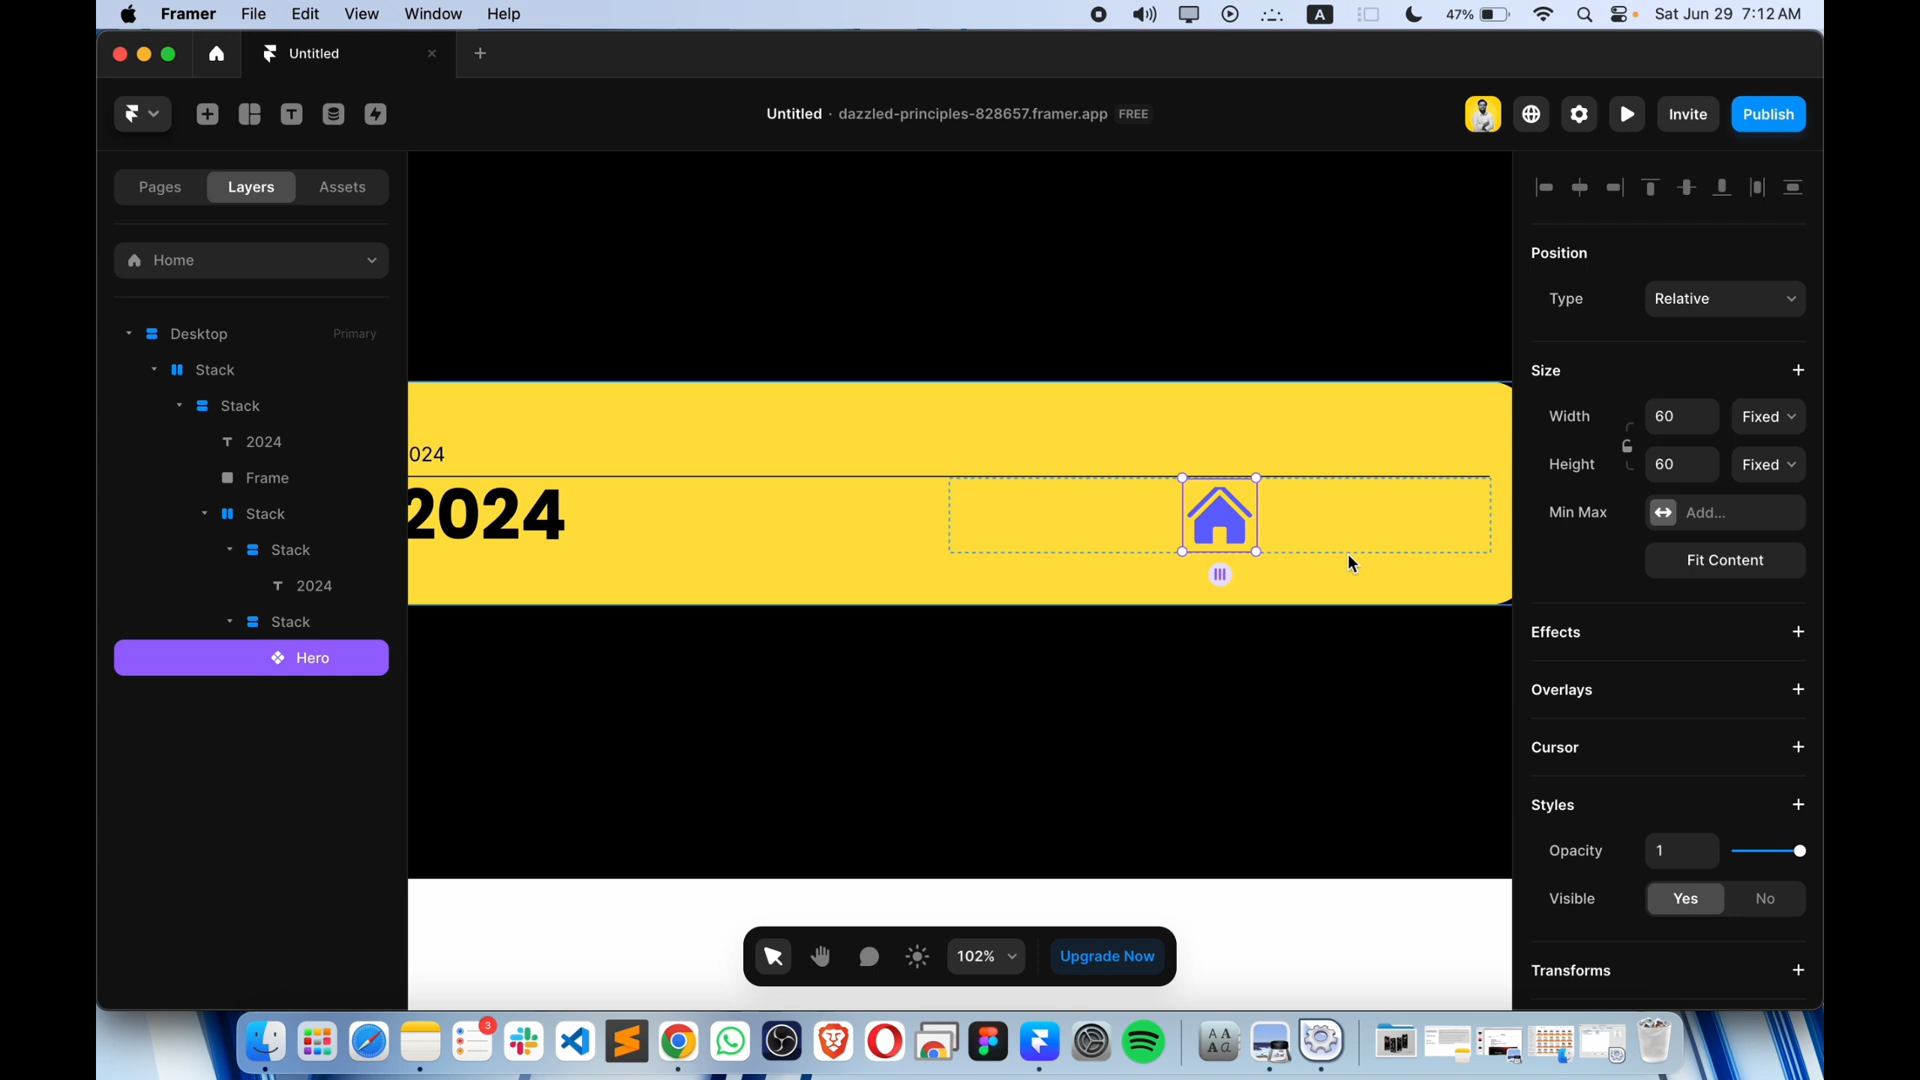 Framer File Edit View Window Help
A 47% Sat Jun 29 7:12 AM
Untitled
Untitled · dazzled-principles-828657.framer.app FREE
Invite Publish
Pages Layers Assets
Home
Desktop Primary
Stack
Stack
2024
Frame
Stack
Stack
2024
Stack
Hero
024
2024
Position
Type Relative
Size
Width 60 Fixed
Height 60 Fixed
Min Max Add...
Fit Content
Effects
Overlays
Cursor
Styles
Opacity 1
Visible Yes No
Transforms
102% Upgrade Now
3